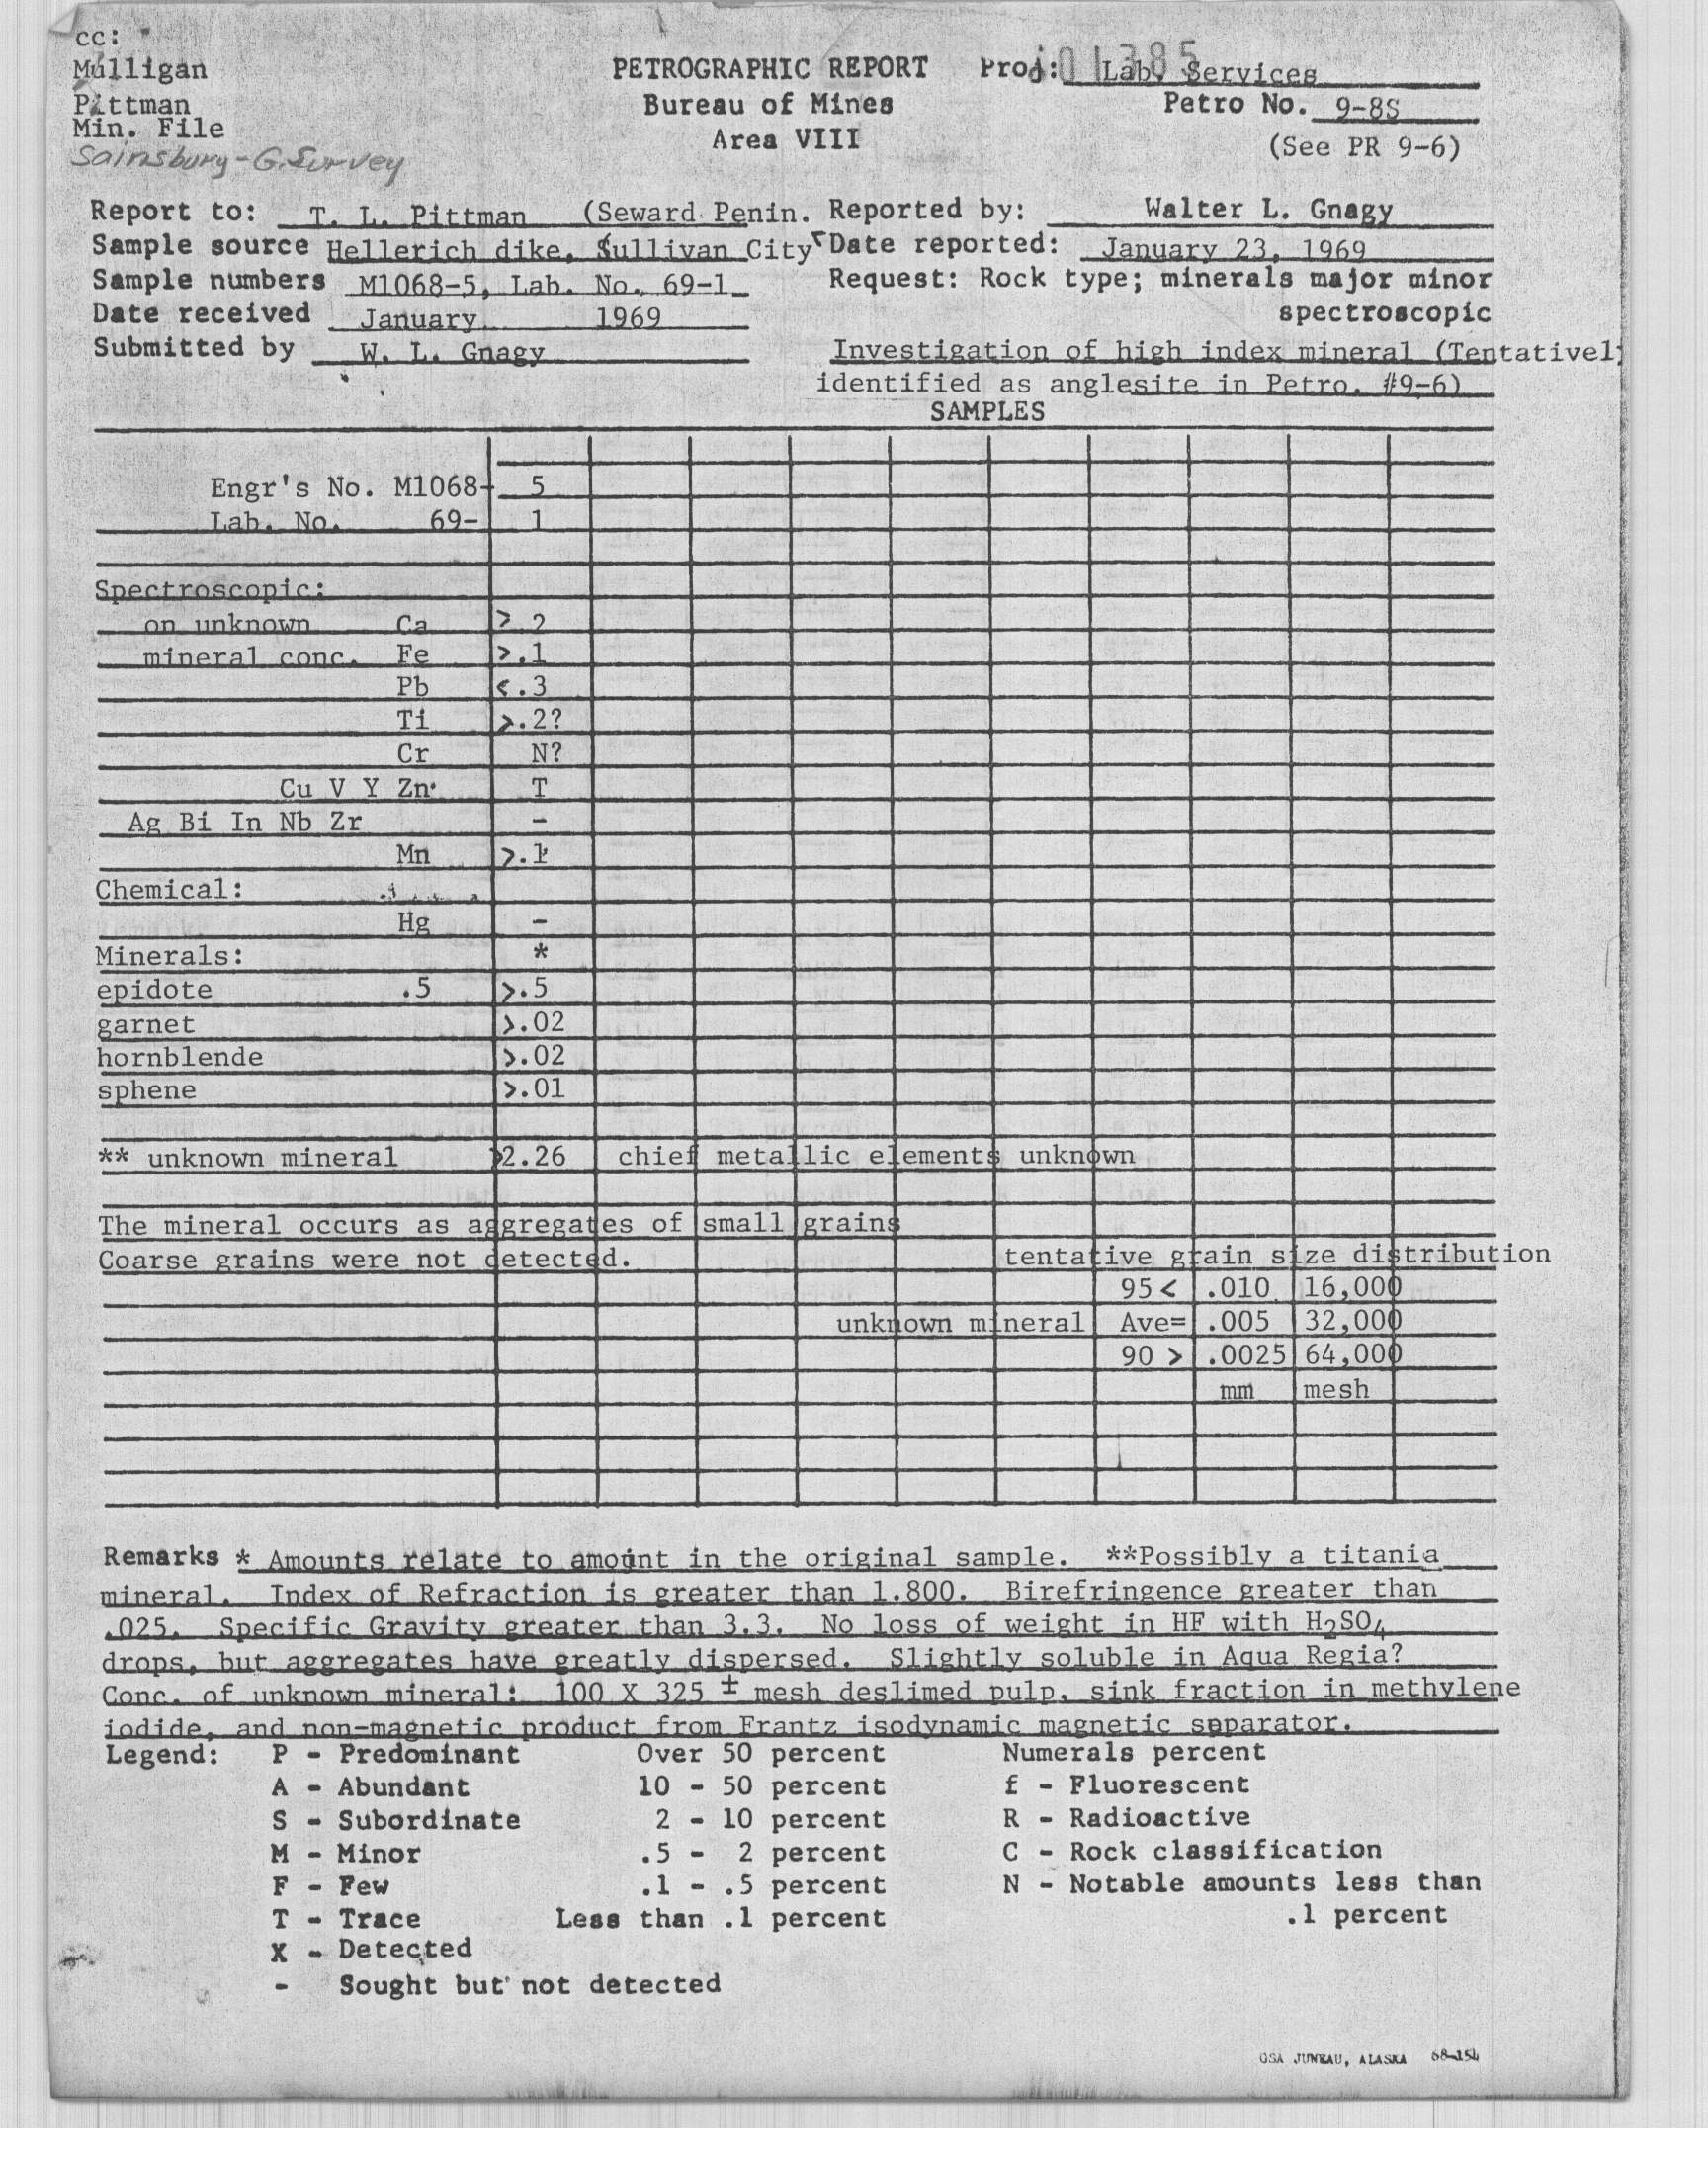 cc:
Mulligan
Pittman
Min. File
Sainsbury - G. Survey
PETROGRAPHIC REPORT
Bureau of Mines
Area VIII
Proj: Lab. Services
01385
Petro No. 9-8S
(See PR 9-6)
Report to: T. L. Pittman (Seward Penin. Reported by: Walter L. Gnagy
Sample source Hellerich dike, Sullivan City Date reported: January 23, 1969
Sample numbers M1068-5, Lab. No. 69-1 Request: Rock type; minerals major minor
Date received January 1969 spectroscopic
Submitted by W. L. Gnagy Investigation of high index mineral (Tentatively
identified as anglesite in Petro. #9-6)
SAMPLES
Engr's No. M1068- 5
Lab. No. 69- 1
Spectroscopic:
on unknown Ca >.2
mineral conc. Fe >.1
Pb <.3
Ti >.2?
Cr N?
Cu V Y Zn T
Ag Bi In Nb Zr -
Mn >.1
Chemical:
Hg -
Minerals: *
epidote .5 >.5
garnet >.02
hornblende >.02
sphene >.01
** unknown mineral >2.26 chief metallic elements unknown
The mineral occurs as aggregates of small grains
Coarse grains were not detected. tentative grain size distribution
95 < .010 16,000
unknown mineral Ave= .005 32,000
90 > .0025 64,000
mm mesh
Remarks * Amounts relate to amount in the original sample. **Possibly a titania
mineral. Index of Refraction is greater than 1.800. Birefringence greater than
.025. Specific Gravity greater than 3.3. No loss of weight in HF with H2SO4
drops, but aggregates have greatly dispersed. Slightly soluble in Aqua Regia?
Conc. of unknown mineral: 100 X 325 ± mesh deslimed pulp, sink fraction in methylene
iodide, and non-magnetic product from Frantz isodynamic magnetic separator.
Legend: P - Predominant Over 50 percent Numerals percent
A - Abundant 10 - 50 percent f - Fluorescent
S - Subordinate 2 - 10 percent R - Radioactive
M - Minor .5 - 2 percent C - Rock classification
F - Few .1 - .5 percent N - Notable amounts less than
T - Trace Less than .1 percent .1 percent
X - Detected
- Sought but not detected
GSA JUNEAU, ALASKA 68-154